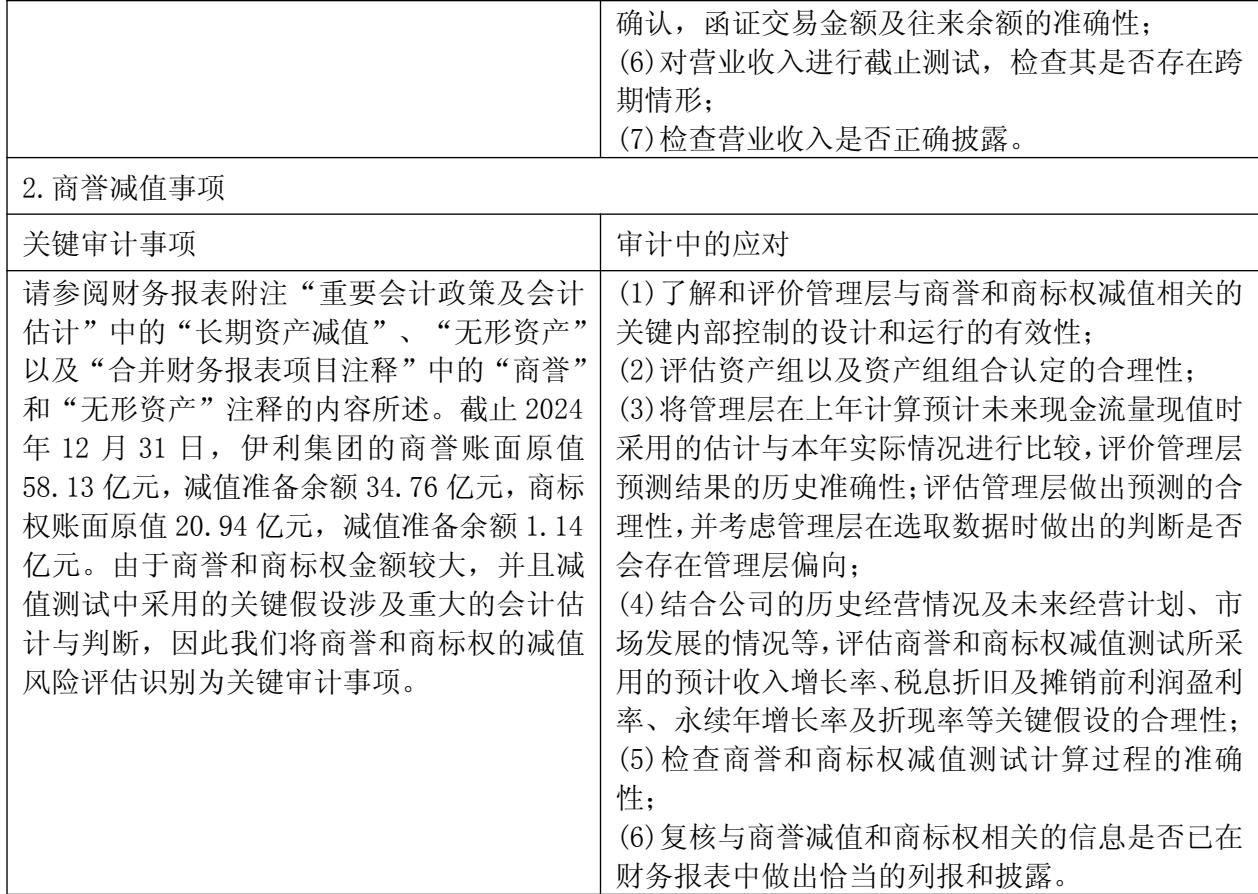 确认，函证交易金额及往来余额的准确性；
(6)对营业收入进行截止测试，检查其是否存在跨
期情形；
(7)检查营业收入是否正确披露。
2.商誉减值事项
关键审计事项
审计中的应对
请参阅财务报表附注“重要会计政策及会计
估计”中的“长期资产减值”、“无形资产”
以及“合并财务报表项目注释”中的“商誉”
和“无形资产”注释的内容所述。截止 2024
年 12 月 31 日，伊利集团的商誉账面原值
58.13 亿元，减值准备余额 34.76 亿元，商标
权账面原值 20.94 亿元，减值准备余额 1.14
亿元。由于商誉和商标权金额较大，并且减
值测试中采用的关键假设涉及重大的会计估
计与判断，因此我们将商誉和商标权的减值
风险评估识别为关键审计事项。
(1)了解和评价管理层与商誉和商标权减值相关的
关键内部控制的设计和运行的有效性；
(2)评估资产组以及资产组组合认定的合理性；
(3)将管理层在上年计算预计未来现金流量现值时
采用的估计与本年实际情况进行比较，评价管理层
预测结果的历史准确性；评估管理层做出预测的合
理性，并考虑管理层在选取数据时做出的判断是否
会存在管理层偏向；
(4)结合公司的历史经营情况及未来经营计划、市
场发展的情况等，评估商誉和商标权减值测试所采
用的预计收入增长率、税息折旧及摊销前利润盈利
率、永续年增长率及折现率等关键假设的合理性；
(5)检查商誉和商标权减值测试计算过程的准确
性；
(6)复核与商誉减值和商标权相关的信息是否已在
财务报表中做出恰当的列报和披露。